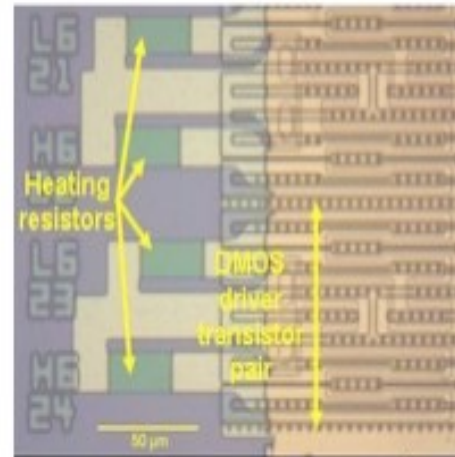 L6
21
H6
Heating
resistors
L6
23
DMOS
driver
transistor
pair
H6
24
50 µm